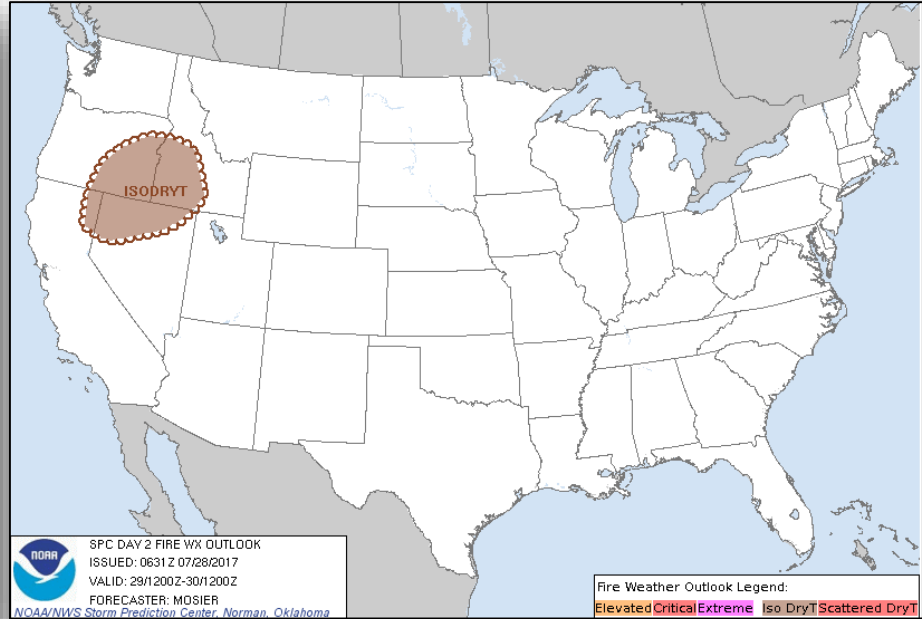 ISODRYT
NOAA
SPC DAY 2 FIRE WX OUTLOOK
ISSUED: 0631Z 07/28/2017
VALID: 29/1200Z-30/1200Z
FORECASTER: MOSIER
NOAA/NWS Storm Prediction Center, Norman, Oklahoma
Fire Weather Outlook Legend:
Elevated Critical Extreme Iso DryT Scattered DryT